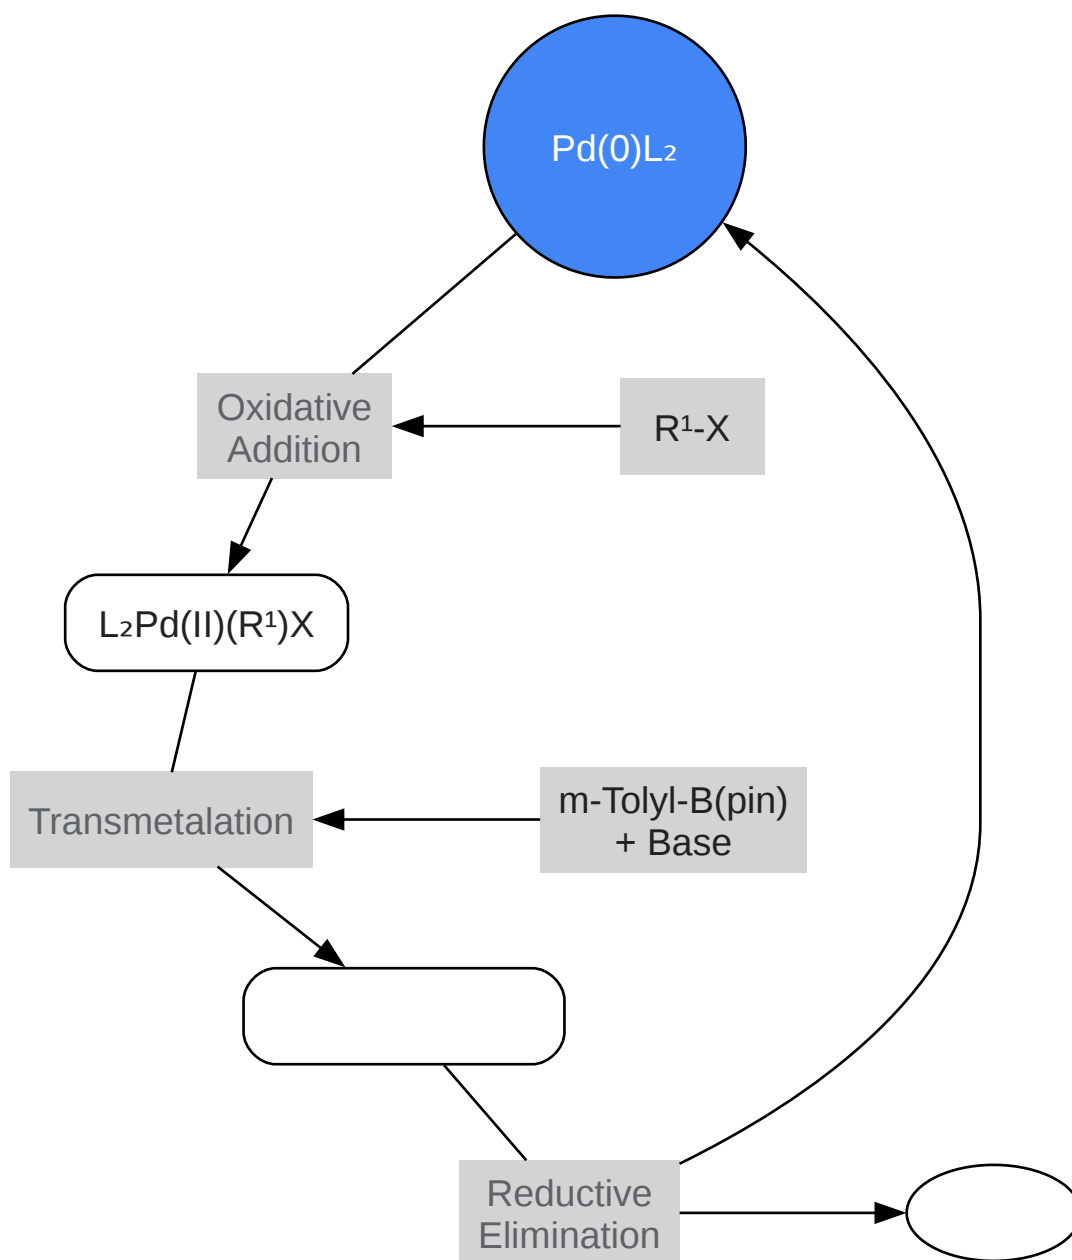 Pd(0)L₂
Oxidative
Addition
R¹-X
L₂Pd(II)(R¹)X
Transmetalation
m-Tolyl-B(pin)
+ Base
Reductive
Elimination